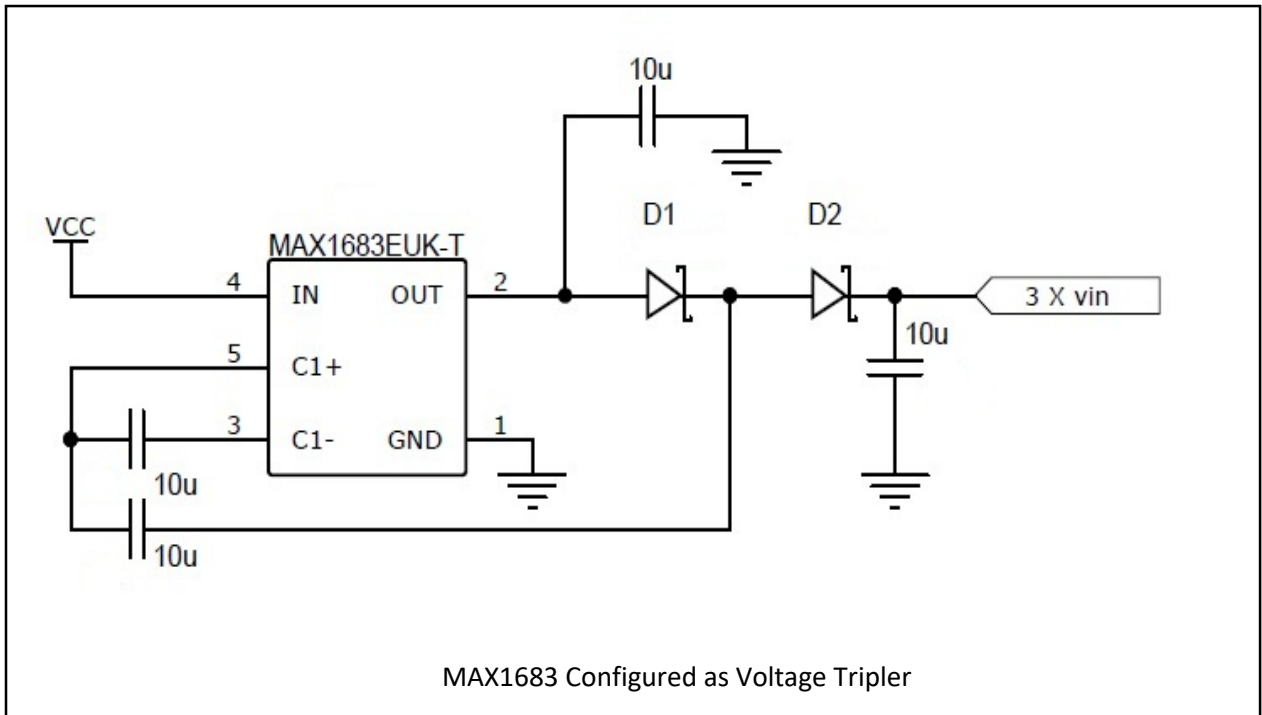 10u
D1 D2
VCC
MAX1683EUK-T
4 IN OUT 2
3 X vin
10u
5 C1+
3 C1- GND 1
10u
10u
MAX1683 Configured as Voltage Tripler